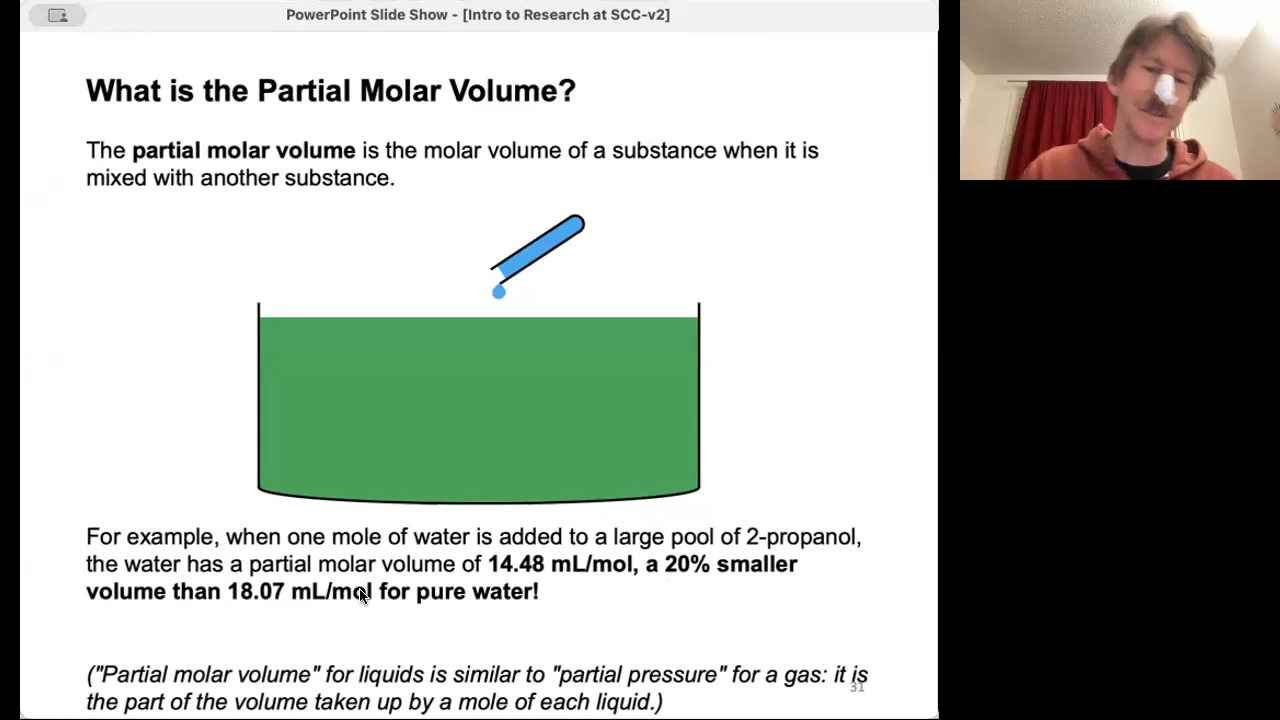 PowerPoint Slide Show - [Intro to Research at SCC-v2]
What is the Partial Molar Volume?
The partial molar volume is the molar volume of a substance when it is
mixed with another substance.
For example, when one mole of water is added to a large pool of 2-propanol,
the water has a partial molar volume of 14.48 mL/mol, a 20% smaller
volume than 18.07 mL/mol for pure water!
("Partial molar volume" for liquids is similar to "partial pressure" for a gas: it is
the part of the volume taken up by a mole of each liquid.)
31